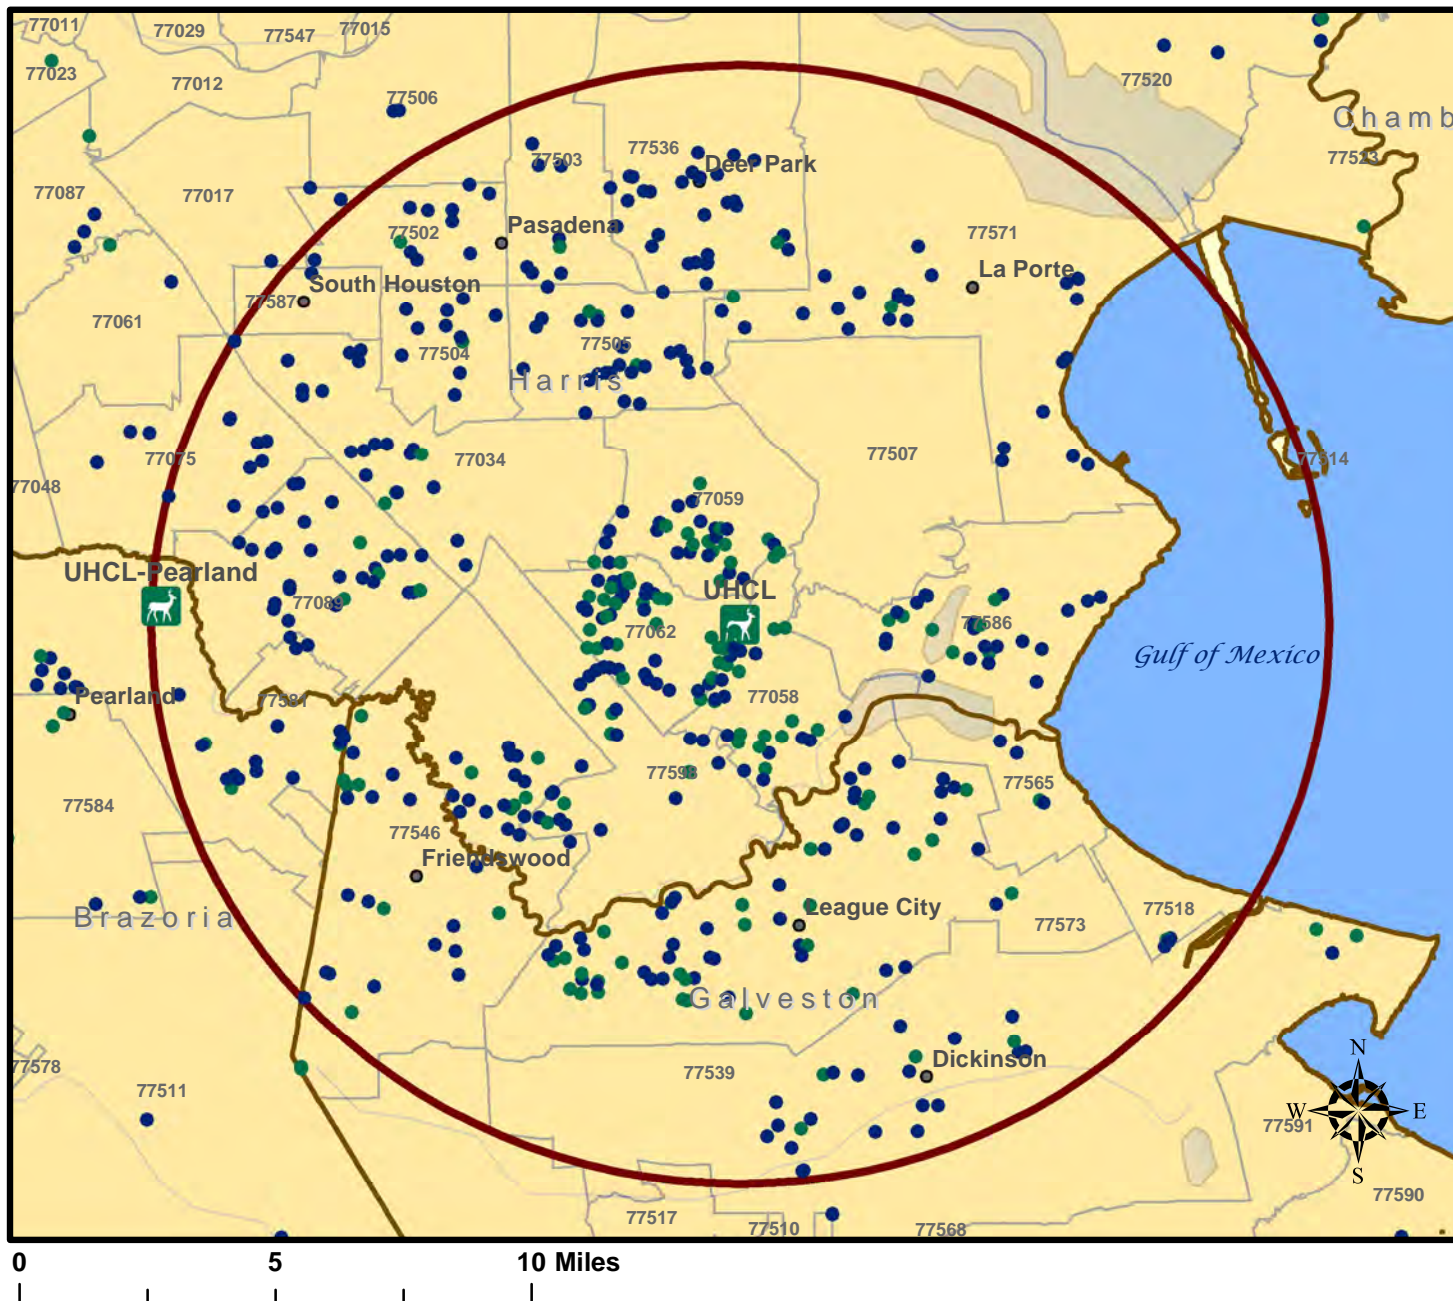 77011
77029
77547
77015
77023
77012
77506
77520
Chamb
77503
77536
Deer Park
77523
77087
77017
Pasadena
77502
77571
La Porte
South Houston
77587
77061
77504
77505
Harris
77507
77514
77075
77034
77048
77059
UHCL-Pearland
UHCL
77089
77062
77586
Gulf of Mexico
Pearland
77581
77058
77598
77565
77584
77546
Friendswood
League City
Brazoria
77573
77518
Galveston
77578
77511
77539
Dickinson
N
W
E
S
77591
77590
77517
77510
77568
0 5 10 Miles